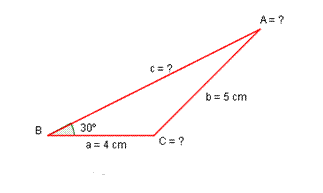 A = ?
c = ?
b = 5 cm
B
30º
a = 4 cm
C = ?